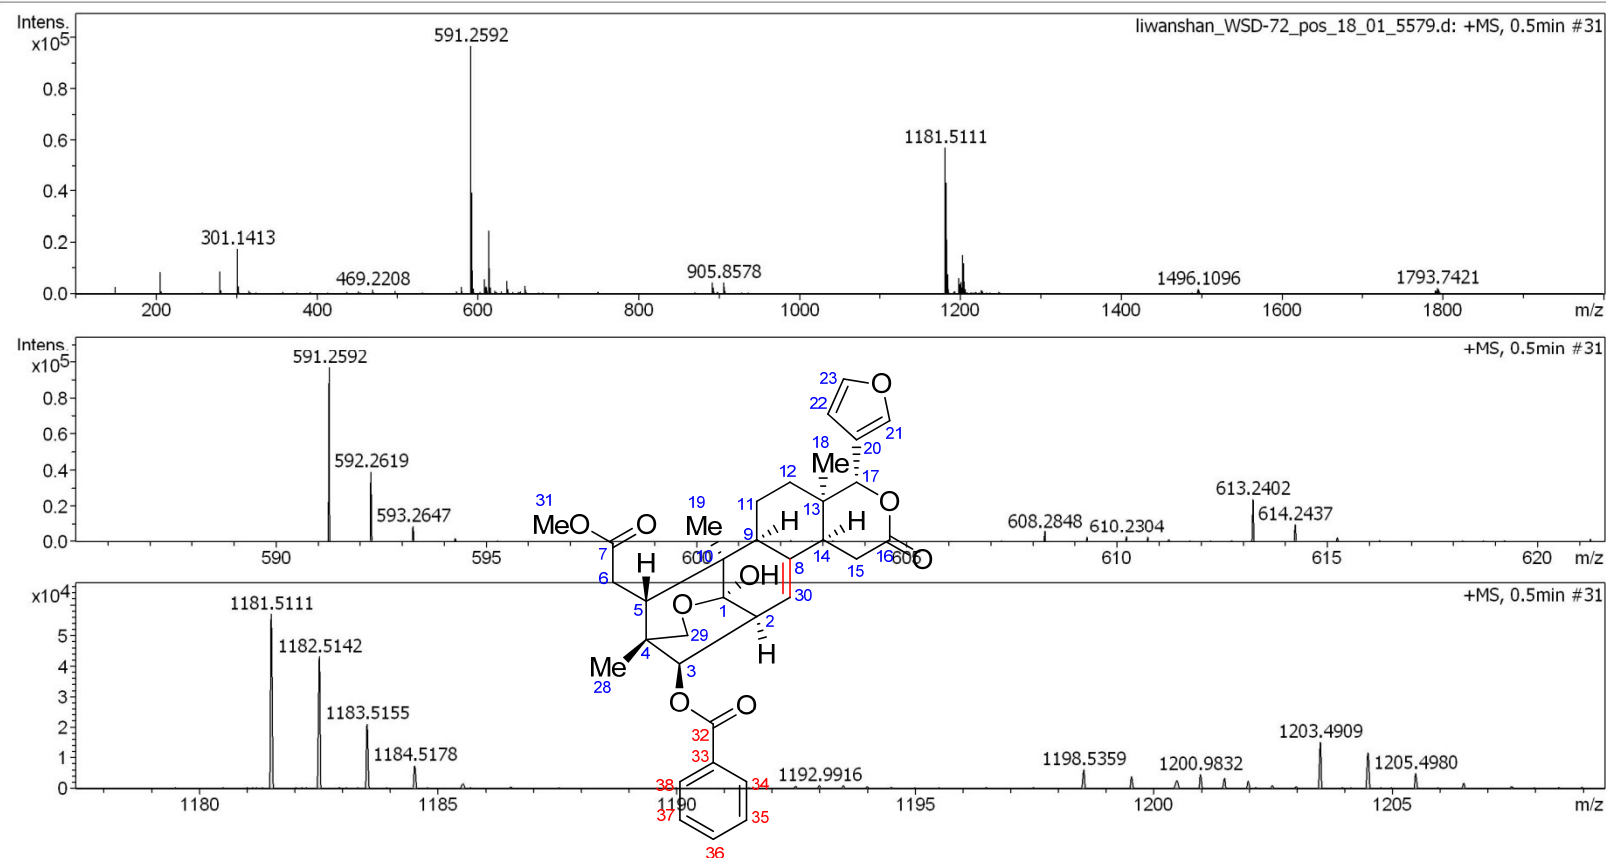 Intens.
x10⁵
liwanshan_WSD-72_pos_18_01_5579.d: +MS, 0.5min #31
591.2592
0.8
0.6
1181.5111
0.4
0.2
301.1413
469.2208
905.8578
1496.1096
1793.7421
0.0
200 400 600 800 1000 1200 1400 1600 1800 m/z
Intens.
x10⁵
+MS, 0.5min #31
591.2592
0.8
0.6
592.2619
0.4
0.2
593.2647
613.2402
608.2848
610.2304
614.2437
0.0
590 595 600 605 610 615 620 m/z
x10⁴
+MS, 0.5min #31
1181.5111
5
1182.5142
4
3
1183.5155
2
1184.5178
1
1192.9916
1198.5359
1200.9832
1203.4909
1205.4980
0
1180 1185 1190 1195 1200 1205 m/z
23
O
22
21
18
20
Me
17
12
O
31
19
11
13
H
H
MeO
O
Me
9
7
10
14
16
O
H
8
15
6
OH
30
5
O
1
2
29
4
H
Me
3
28
O
O
32
33
38
34
37
35
36